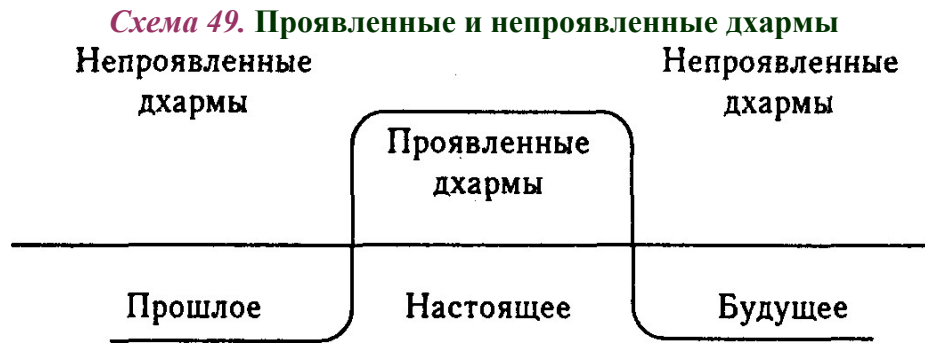 Схема 49. Проявленные и непроявленные дхармы
Непроявленные
дхармы
Проявленные
дхармы
Непроявленные
дхармы
Прошлое
Настоящее
Будущее